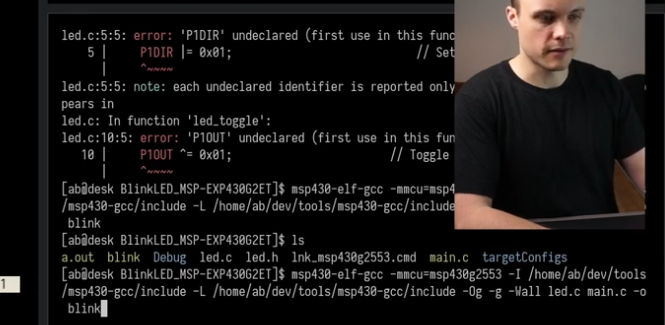 led.c:5:5: error: 'P1DIR' undeclared (first use in this fun
5 | P1DIR |= 0x01; // Set
| ^~~~~
led.c:5:5: note: each undeclared identifier is reported only
pears in
led.c: In function 'led_toggle':
led.c:10:5: error: 'P1OUT' undeclared (first use in this fun
10 | P1OUT ^= 0x01; // Toggle
| ^~~~~
[ab@desk BlinkLED_MSP-EXP430G2ET]$ msp430-elf-gcc -mmcu=msp4
/msp430-gcc/include -L /home/ab/dev/tools/msp430-gcc/include
blink
[ab@desk BlinkLED_MSP-EXP430G2ET]$ ls
a.out blink Debug led.c led.h lnk_msp430g2553.cmd main.c targetConfigs
[ab@desk BlinkLED_MSP-EXP430G2ET]$ msp430-elf-gcc -mmcu=msp430g2553 -I /home/ab/dev/tools
/msp430-gcc/include -L /home/ab/dev/tools/msp430-gcc/include -Og -g -Wall led.c main.c -o
blink
1